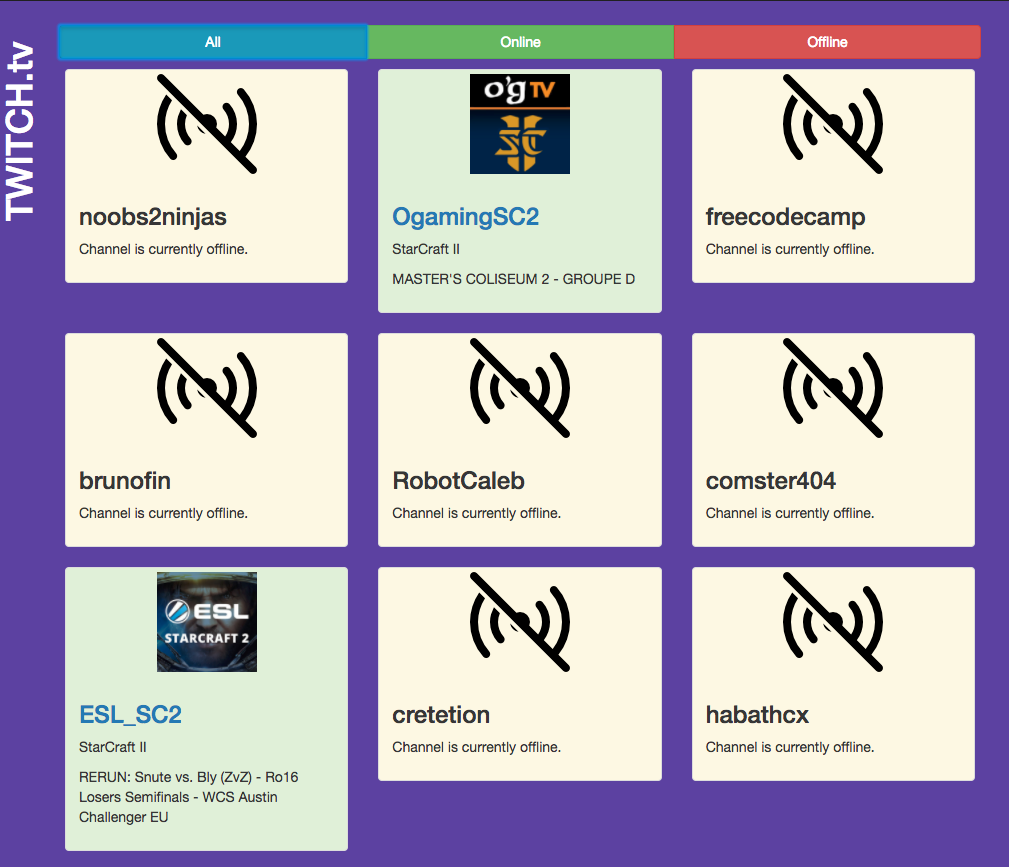 TWITCH.tv
All
Online
Offline
o'g TV
SC
noobs2ninjas
Channel is currently offline.
OgamingSC2
StarCraft II
MASTER'S COLISEUM 2 - GROUPE D
freecodecamp
Channel is currently offline.
brunofin
Channel is currently offline.
RobotCaleb
Channel is currently offline.
comster404
Channel is currently offline.
ESL
STARCRAFT 2
ESL_SC2
StarCraft II
RERUN: Snute vs. Bly (ZvZ) - Ro16
Losers Semifinals - WCS Austin
Challenger EU
cretetion
Channel is currently offline.
habathcx
Channel is currently offline.